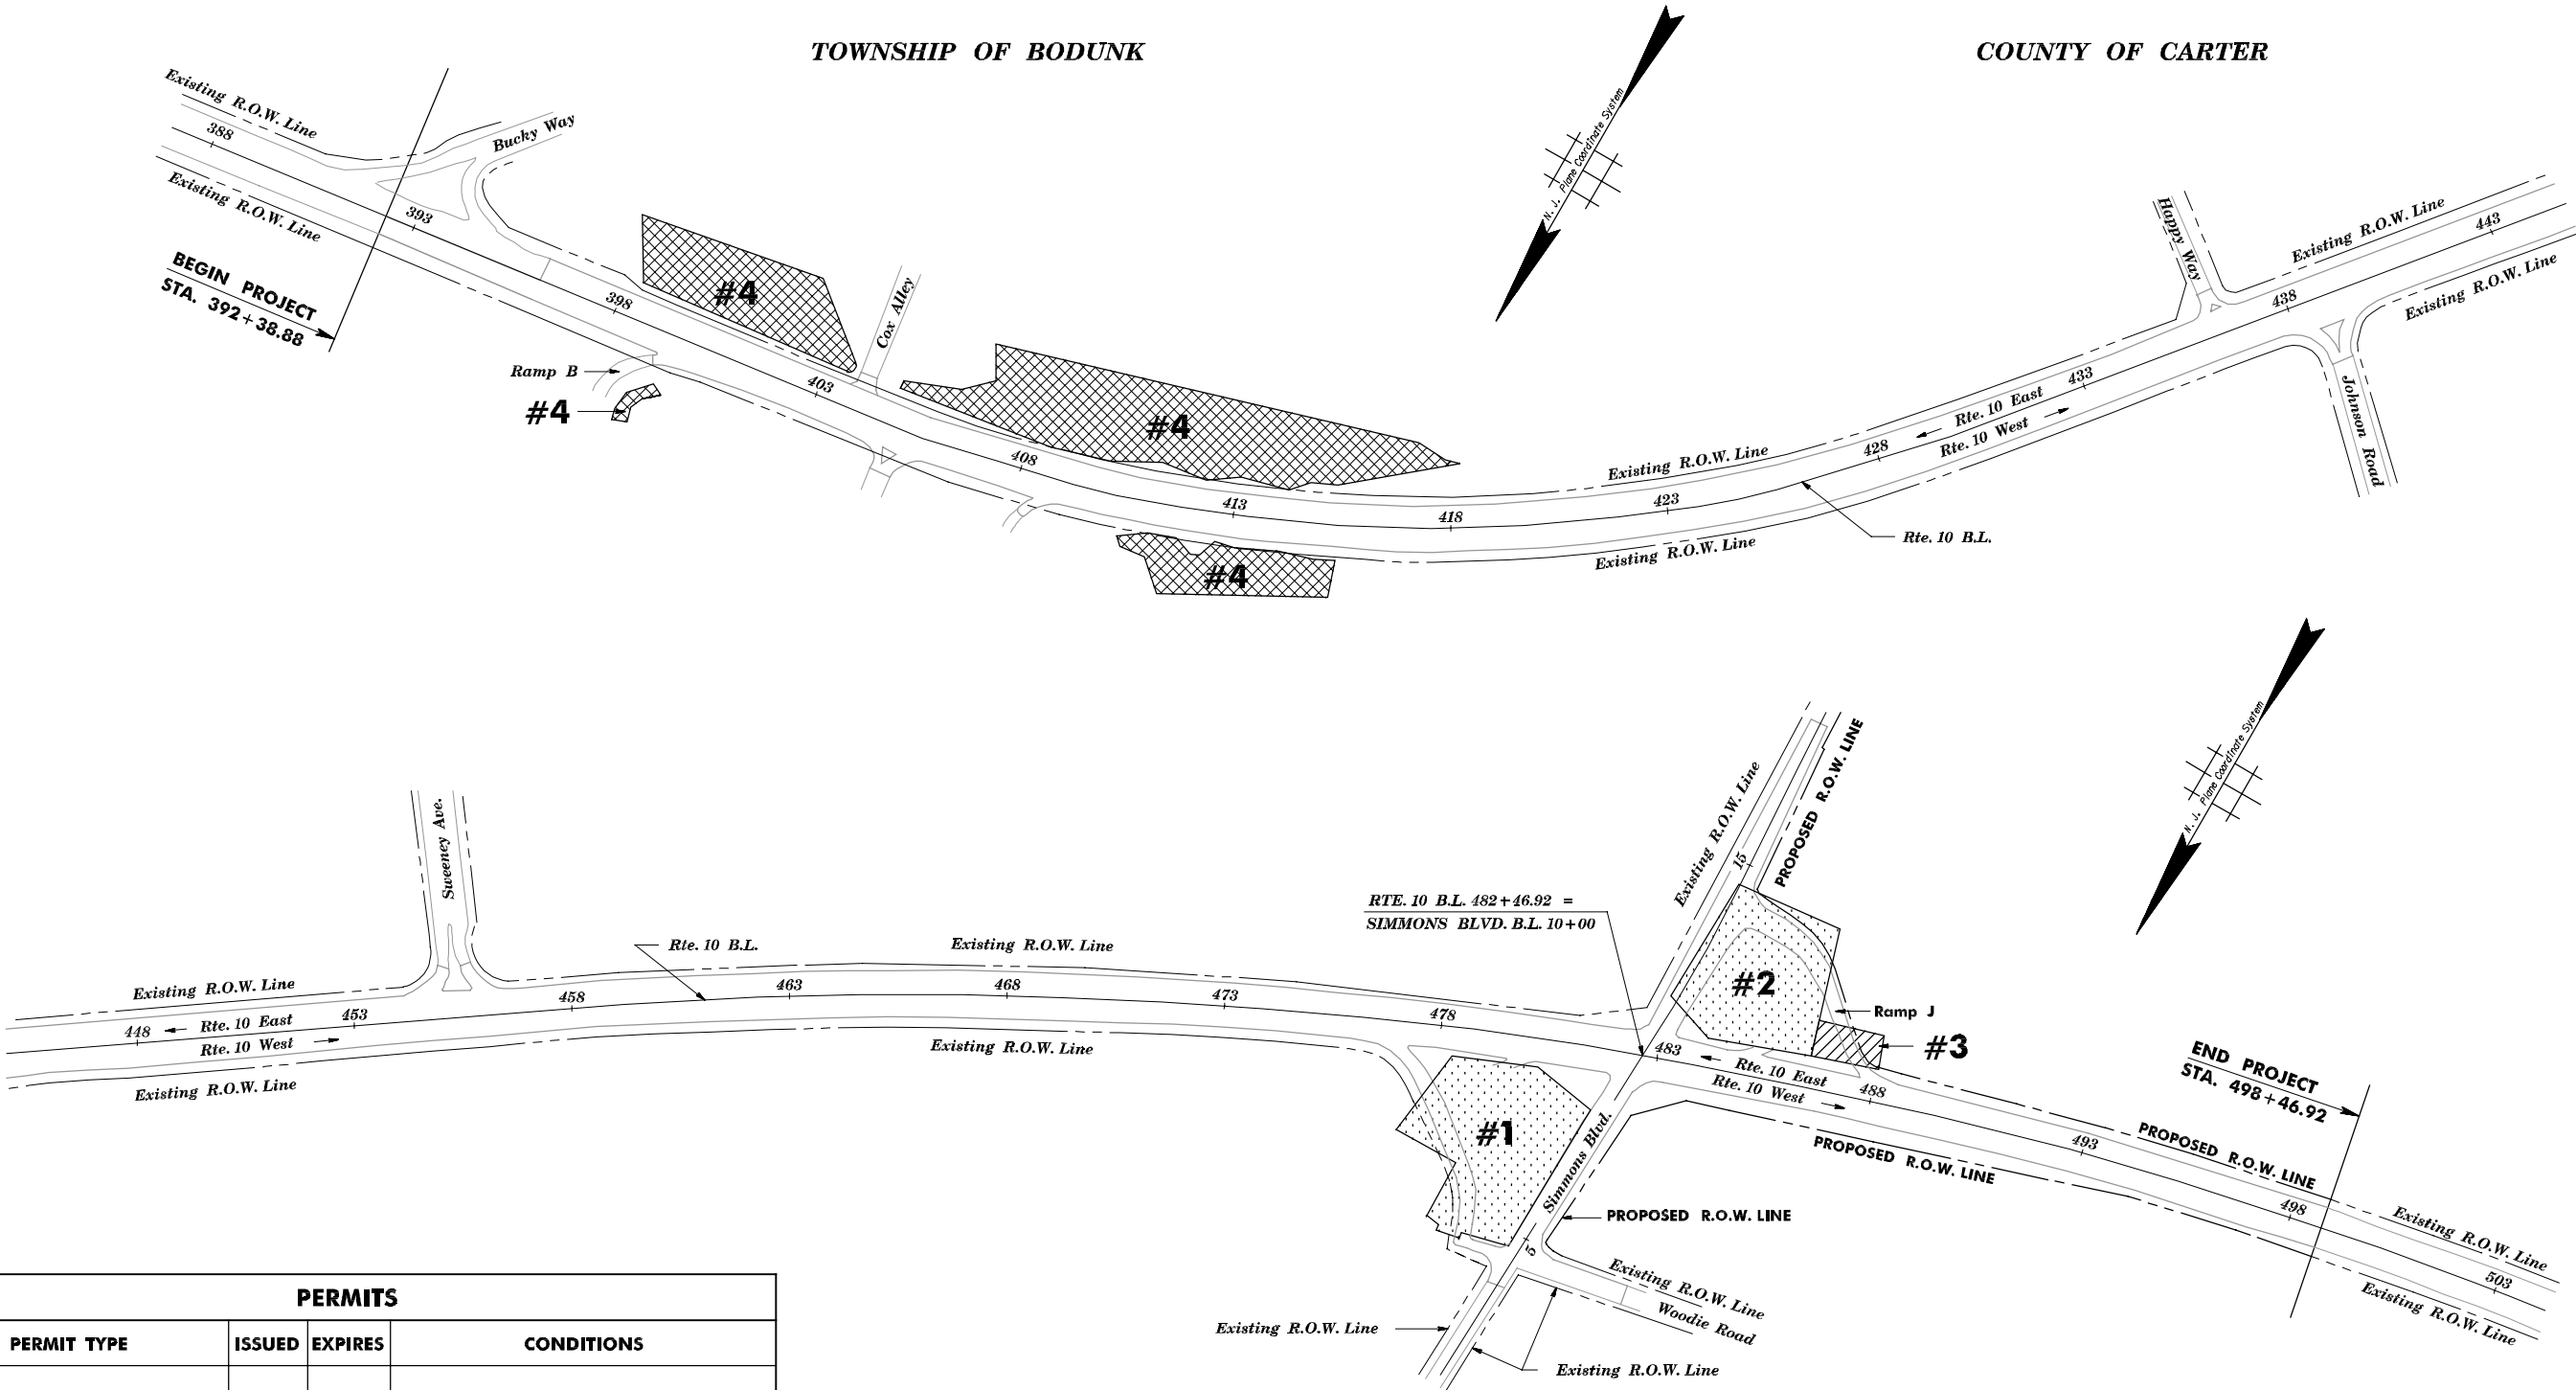 TOWNSHIP OF BODUNK
COUNTY OF CARTER
N. J. Plane Coordinate System
Existing R.O.W. Line
388
Existing R.O.W. Line
Bucky Way
393
BEGIN PROJECT
STA. 392+38.88
398
#4
Cox Alley
Ramp B
#4
403
#4
408
413
#4
418
423
Existing R.O.W. Line
Existing R.O.W. Line
428
Rte. 10 East
Rte. 10 West
433
Rte. 10 B.L.
Happy Way
438
Existing R.O.W. Line
443
Existing R.O.W. Line
Johnson Road
N. J. Plane Coordinate System
Sweeney Ave.
Existing R.O.W. Line
448
Rte. 10 East
453
Rte. 10 West
Existing R.O.W. Line
458
Rte. 10 B.L.
463
Existing R.O.W. Line
468
473
Existing R.O.W. Line
478
RTE. 10 B.L. 482+46.92 =
SIMMONS BLVD. B.L. 10+00
Existing R.O.W. Line
15
PROPOSED R.O.W. LINE
#2
Ramp J
#3
483
Rte. 10 East
488
Rte. 10 West
#1
Simmons Blvd.
5
PROPOSED R.O.W. LINE
PROPOSED R.O.W. LINE
493
PROPOSED R.O.W. LINE
END PROJECT
STA. 498+46.92
498
Existing R.O.W. Line
503
Existing R.O.W. Line
Existing R.O.W. Line
Woodie Road
Existing R.O.W. Line
Existing R.O.W. Line
PERMITS
PERMIT TYPE ISSUED EXPIRES CONDITIONS